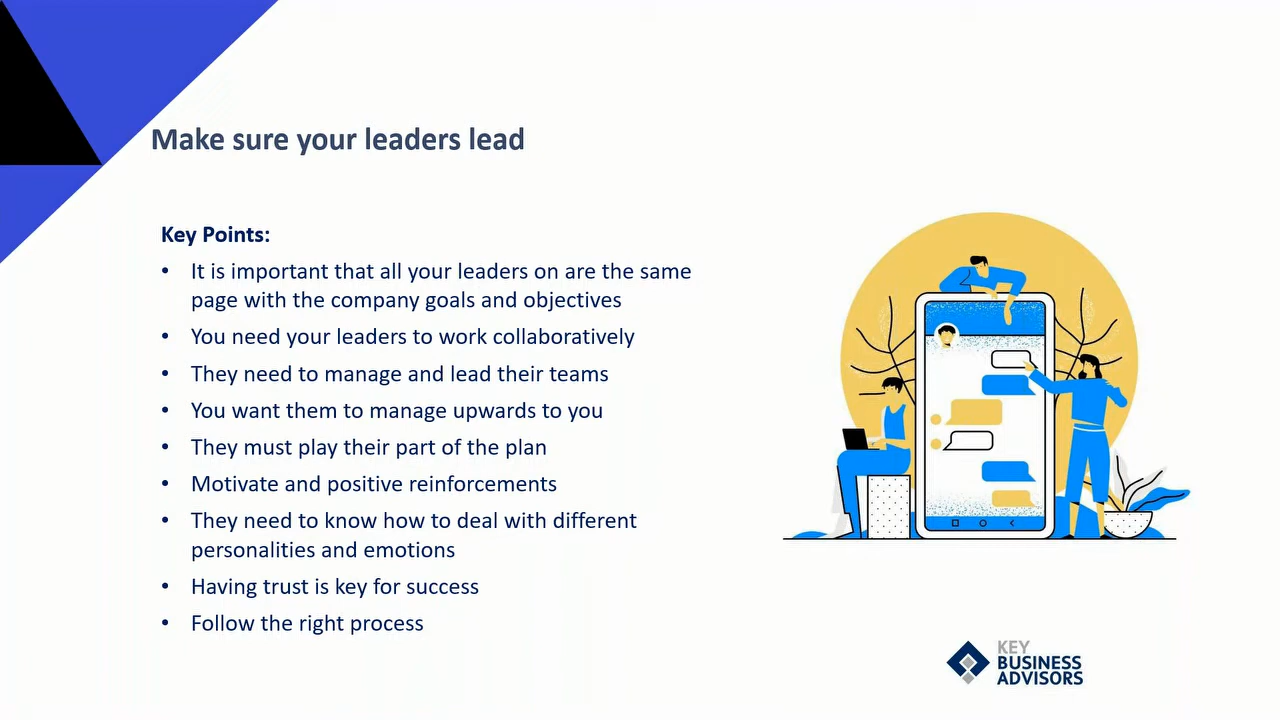 Make sure your leaders lead
Key Points:
• It is important that all your leaders on are the same
page with the company goals and objectives
• You need your leaders to work collaboratively
• They need to manage and lead their teams
• You want them to manage upwards to you
• They must play their part of the plan
• Motivate and positive reinforcements
• They need to know how to deal with different
personalities and emotions
• Having trust is key for success
• Follow the right process
KEY
BUSINESS
ADVISORS